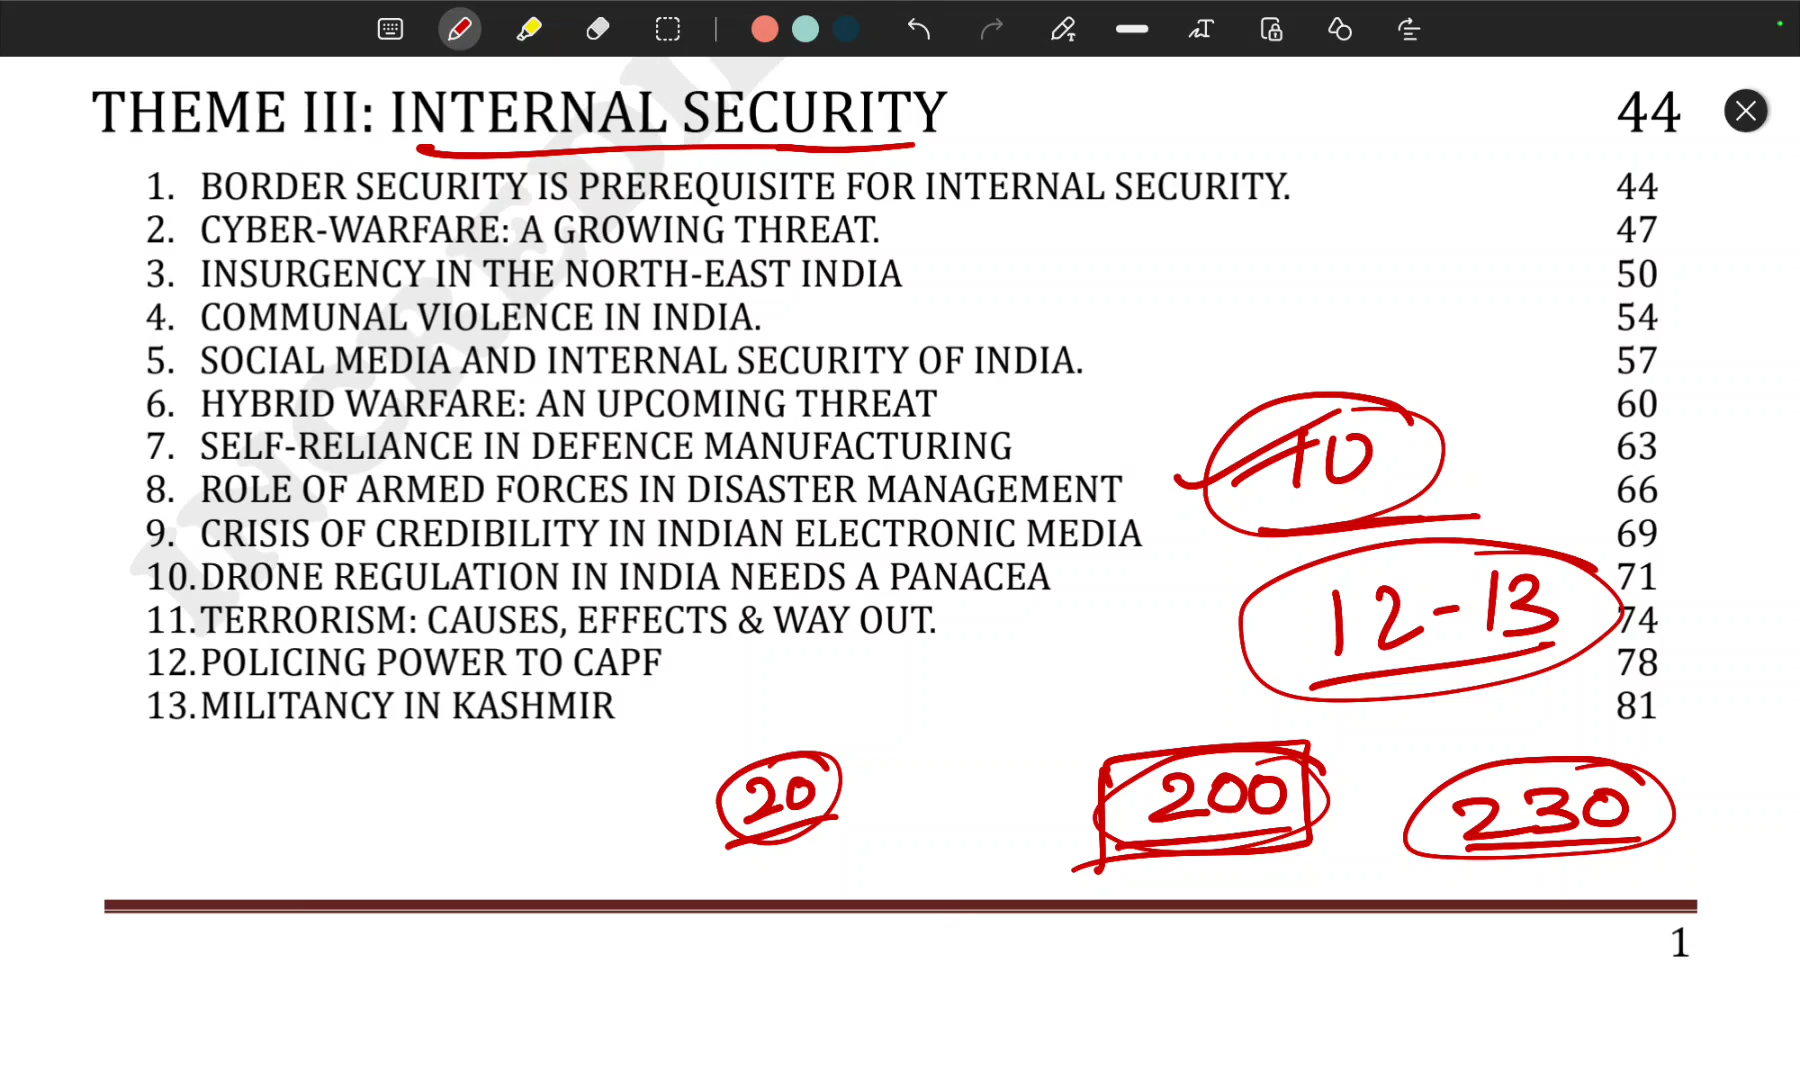 THEME III: INTERNAL SECURITY 44
1. BORDER SECURITY IS PREREQUISITE FOR INTERNAL SECURITY. 44
2. CYBER-WARFARE: A GROWING THREAT. 47
3. INSURGENCY IN THE NORTH-EAST INDIA 50
4. COMMUNAL VIOLENCE IN INDIA. 54
5. SOCIAL MEDIA AND INTERNAL SECURITY OF INDIA. 57
6. HYBRID WARFARE: AN UPCOMING THREAT 60
7. SELF-RELIANCE IN DEFENCE MANUFACTURING 63
10
8. ROLE OF ARMED FORCES IN DISASTER MANAGEMENT 66
9. CRISIS OF CREDIBILITY IN INDIAN ELECTRONIC MEDIA 69
10. DRONE REGULATION IN INDIA NEEDS A PANACEA 71
11. TERRORISM: CAUSES, EFFECTS & WAY OUT. 74
12-13
12. POLICING POWER TO CAPF 78
13. MILITANCY IN KASHMIR 81
20 200 230
1